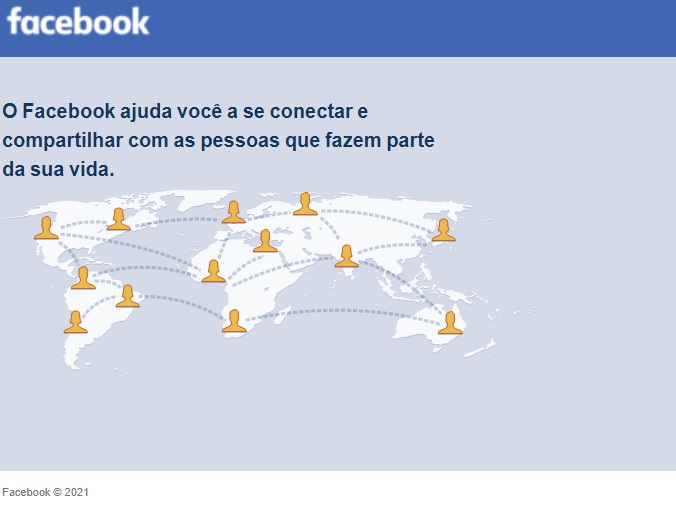 facebook
O Facebook ajuda você a se conectar e
compartilhar com as pessoas que fazem parte
da sua vida.
Facebook © 2021